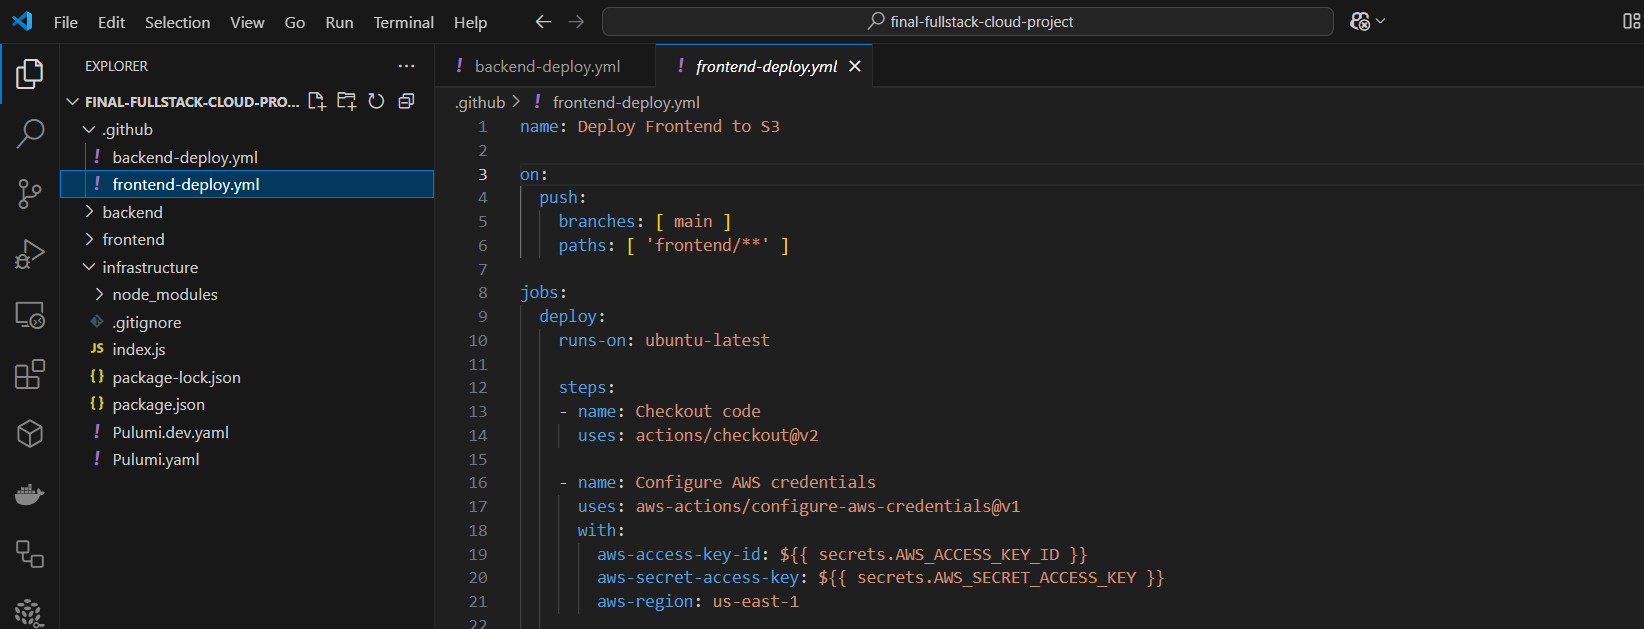 File Edit Selection View Go Run Terminal Help
final-fullstack-cloud-project
EXPLORER
FINAL-FULLSTACK-CLOUD-PRO...
.github
! backend-deploy.yml
! frontend-deploy.yml
backend
frontend
infrastructure
node_modules
.gitignore
JS index.js
{} package-lock.json
{} package.json
! Pulumi.dev.yaml
! Pulumi.yaml
! backend-deploy.yml
! frontend-deploy.yml
.github > ! frontend-deploy.yml
1 name: Deploy Frontend to S3
2
3 on:
4 push:
5 branches: [ main ]
6 paths: [ 'frontend/**' ]
7
8 jobs:
9 deploy:
10 runs-on: ubuntu-latest
11
12 steps:
13 - name: Checkout code
14 uses: actions/checkout@v2
15
16 - name: Configure AWS credentials
17 uses: aws-actions/configure-aws-credentials@v1
18 with:
19 aws-access-key-id: ${{ secrets.AWS_ACCESS_KEY_ID }}
20 aws-secret-access-key: ${{ secrets.AWS_SECRET_ACCESS_KEY }}
21 aws-region: us-east-1
22